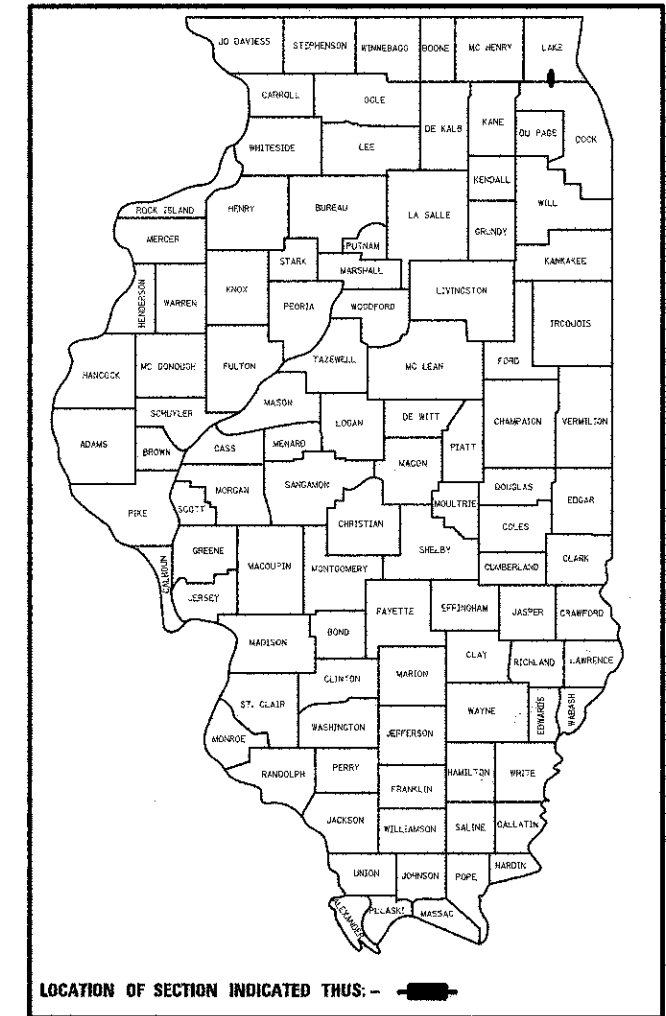 JO DAVIESS STEPHENSON WINNEBAGO BOONE MC HENRY LAKE
CARROLL OGLE DE KALB KANE DU PAGE COOK
WHITESIDE LEE
KENDALL WILL
ROCK ISLAND HENRY BUREAU LA SALLE GRUNDY
MERCER PUTNAM KANKAKEE
STARK MARSHALL
HENDERSON WARREN KNOX PEORIA WOODFORD LIVINGSTON IROQUOIS
HANCOCK MC DONOUGH FULTON TAZEWELL MC LEAN FORD
MASON
SCHUYLER LOGAN DE WITT CHAMPAIGN VERMILION
ADAMS BROWN CASS MENARD PIATT
MACON
MORGAN SANGAMON DOUGLAS EDGAR
PIKE SCOTT CHRISTIAN MOULTRIE COLES
CALHOUN GREENE MACOUPIN MONTGOMERY SHELBY CUMBERLAND CLARK
JERSEY
FAYETTE EFFINGHAM JASPER CRAWFORD
MADISON BOND
CLAY RICHLAND LAWRENCE
CLINTON MARION
ST. CLAIR WAYNE EDWARDS WABASH
MONROE WASHINGTON JEFFERSON
RANDOLPH PERRY HAMILTON WHITE
FRANKLIN
JACKSON WILLIAMSON SALINE GALLATIN
UNION JOHNSON POPE HARDIN
ALEXANDER PULASKI MASSAC
LOCATION OF SECTION INDICATED THUS: -